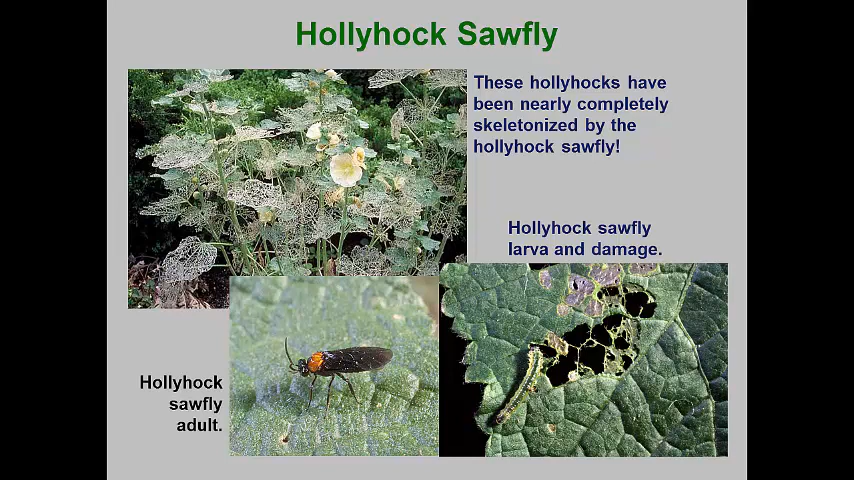 Hollyhock Sawfly
These hollyhocks have
been nearly completely
skeletonized by the
hollyhock sawfly!
Hollyhock sawfly
larva and damage.
Hollyhock
sawfly
adult.